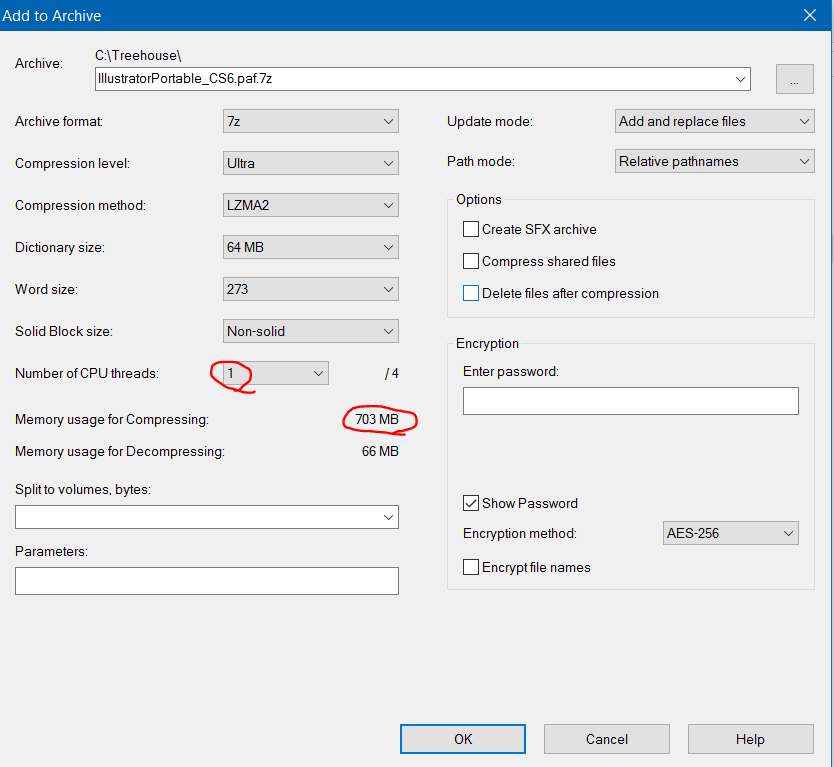 Add to Archive
Archive:
C:\Treehouse\
IllustratorPortable_CS6.paf.7z
...
Archive format: 7z
Compression level: Ultra
Compression method: LZMA2
Dictionary size: 64 MB
Word size: 273
Solid Block size: Non-solid
Number of CPU threads: 1 / 4
Memory usage for Compressing: 703 MB
Memory usage for Decompressing: 66 MB
Split to volumes, bytes:
Parameters:
Update mode: Add and replace files
Path mode: Relative pathnames
Options
Create SFX archive
Compress shared files
Delete files after compression
Encryption
Enter password:
Show Password
Encryption method: AES-256
Encrypt file names
OK Cancel Help